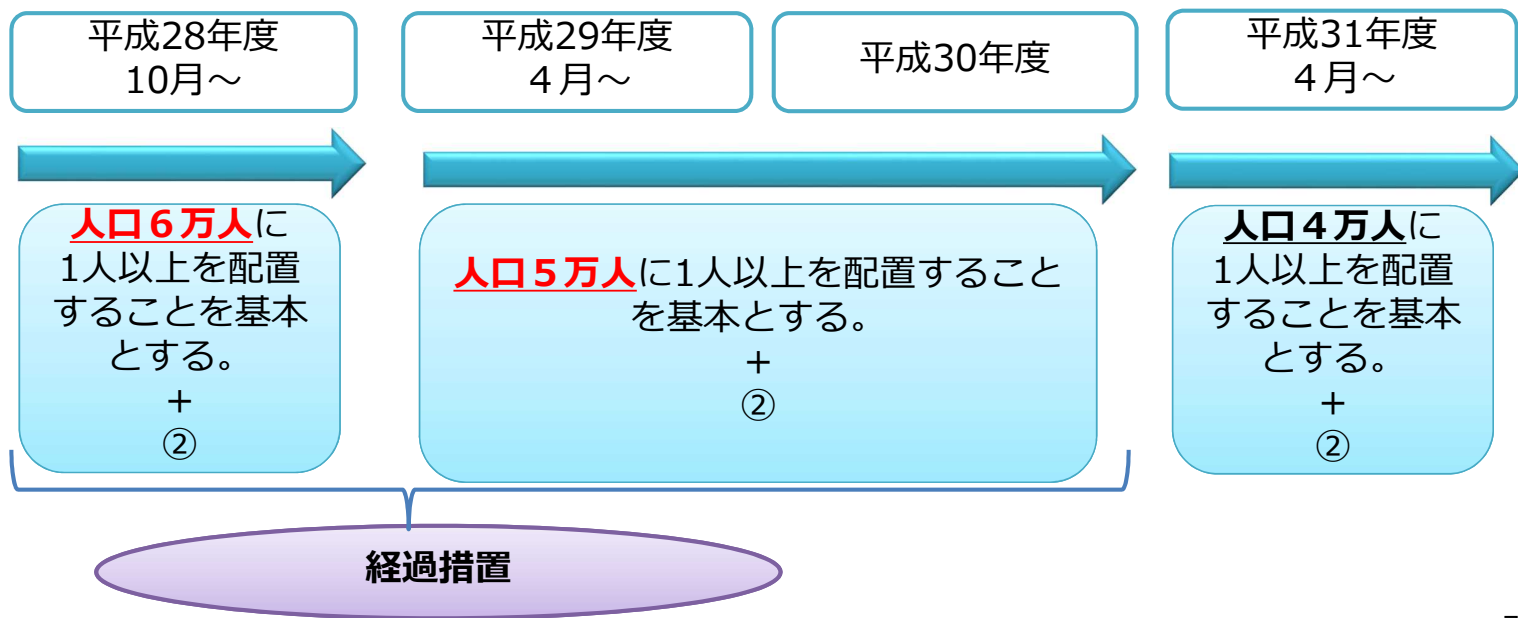 平成28年度
10月～
平成29年度
４月～
平成30年度
平成31年度
４月～
人口６万人に
1人以上を配置
することを基本
とする。
+
②
人口５万人に1人以上を配置すること
を基本とする。
+
②
人口４万人に
1人以上を配置
することを基本
とする。
+
②
経過措置